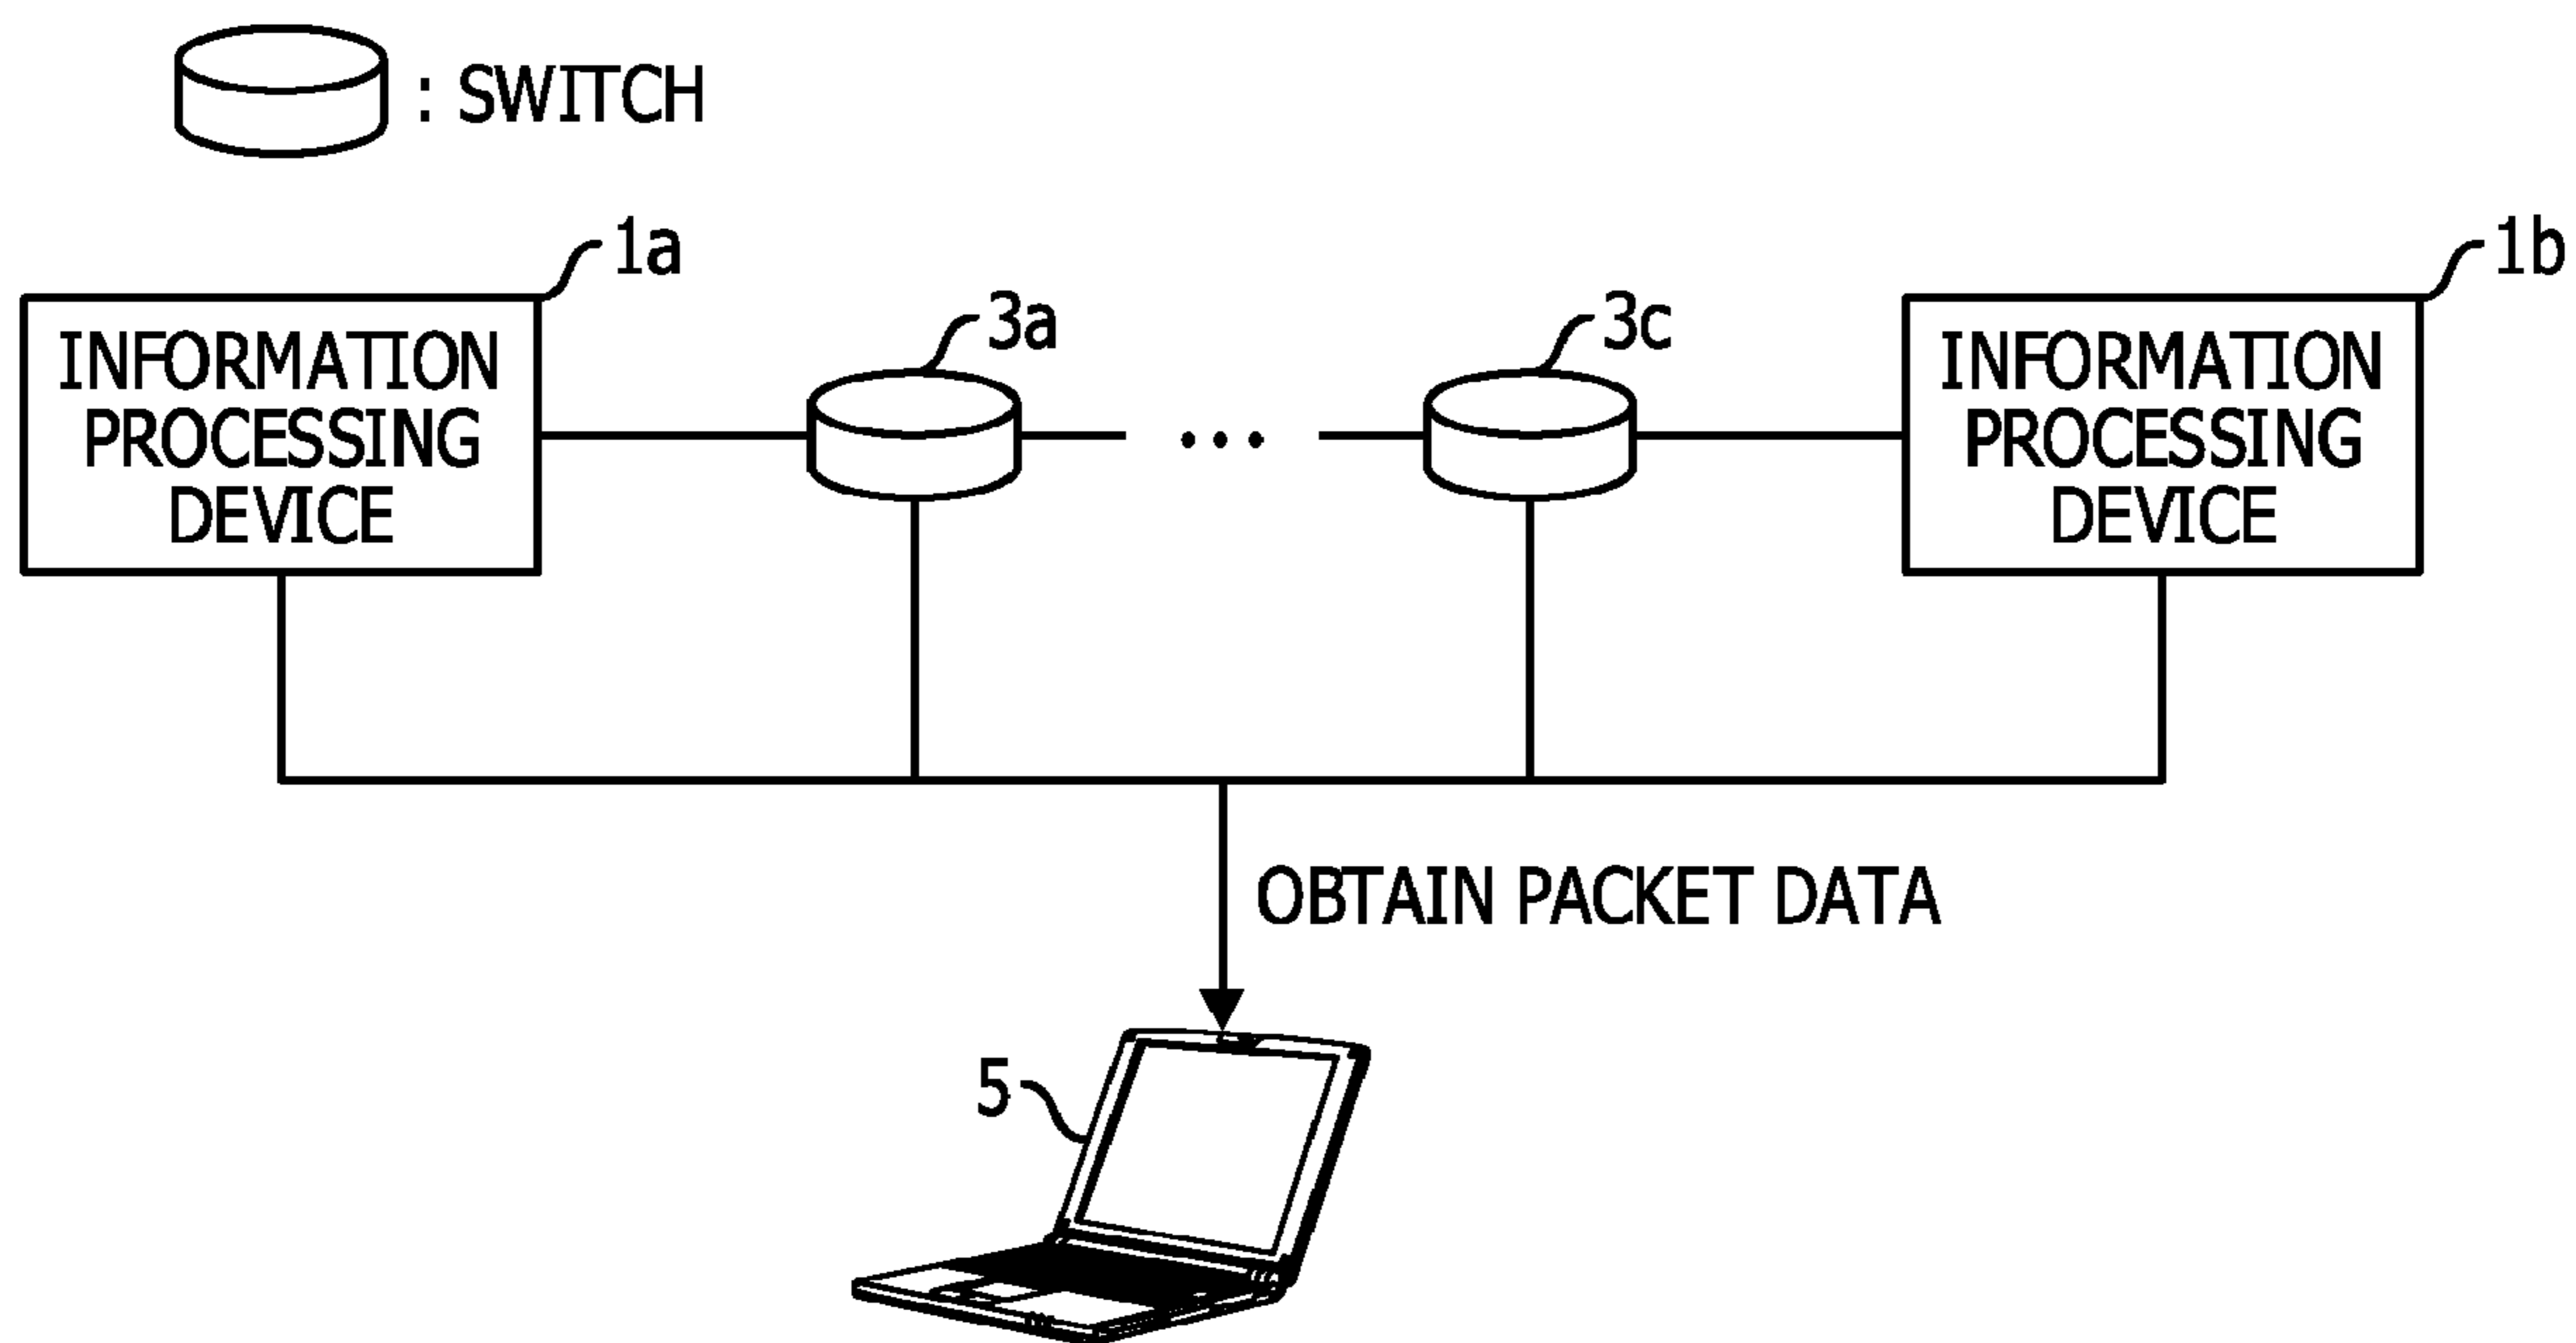 : SWITCH
1a
1b
3a
3c
INFORMATION
PROCESSING
DEVICE
...
INFORMATION
PROCESSING
DEVICE
OBTAIN PACKET DATA
5